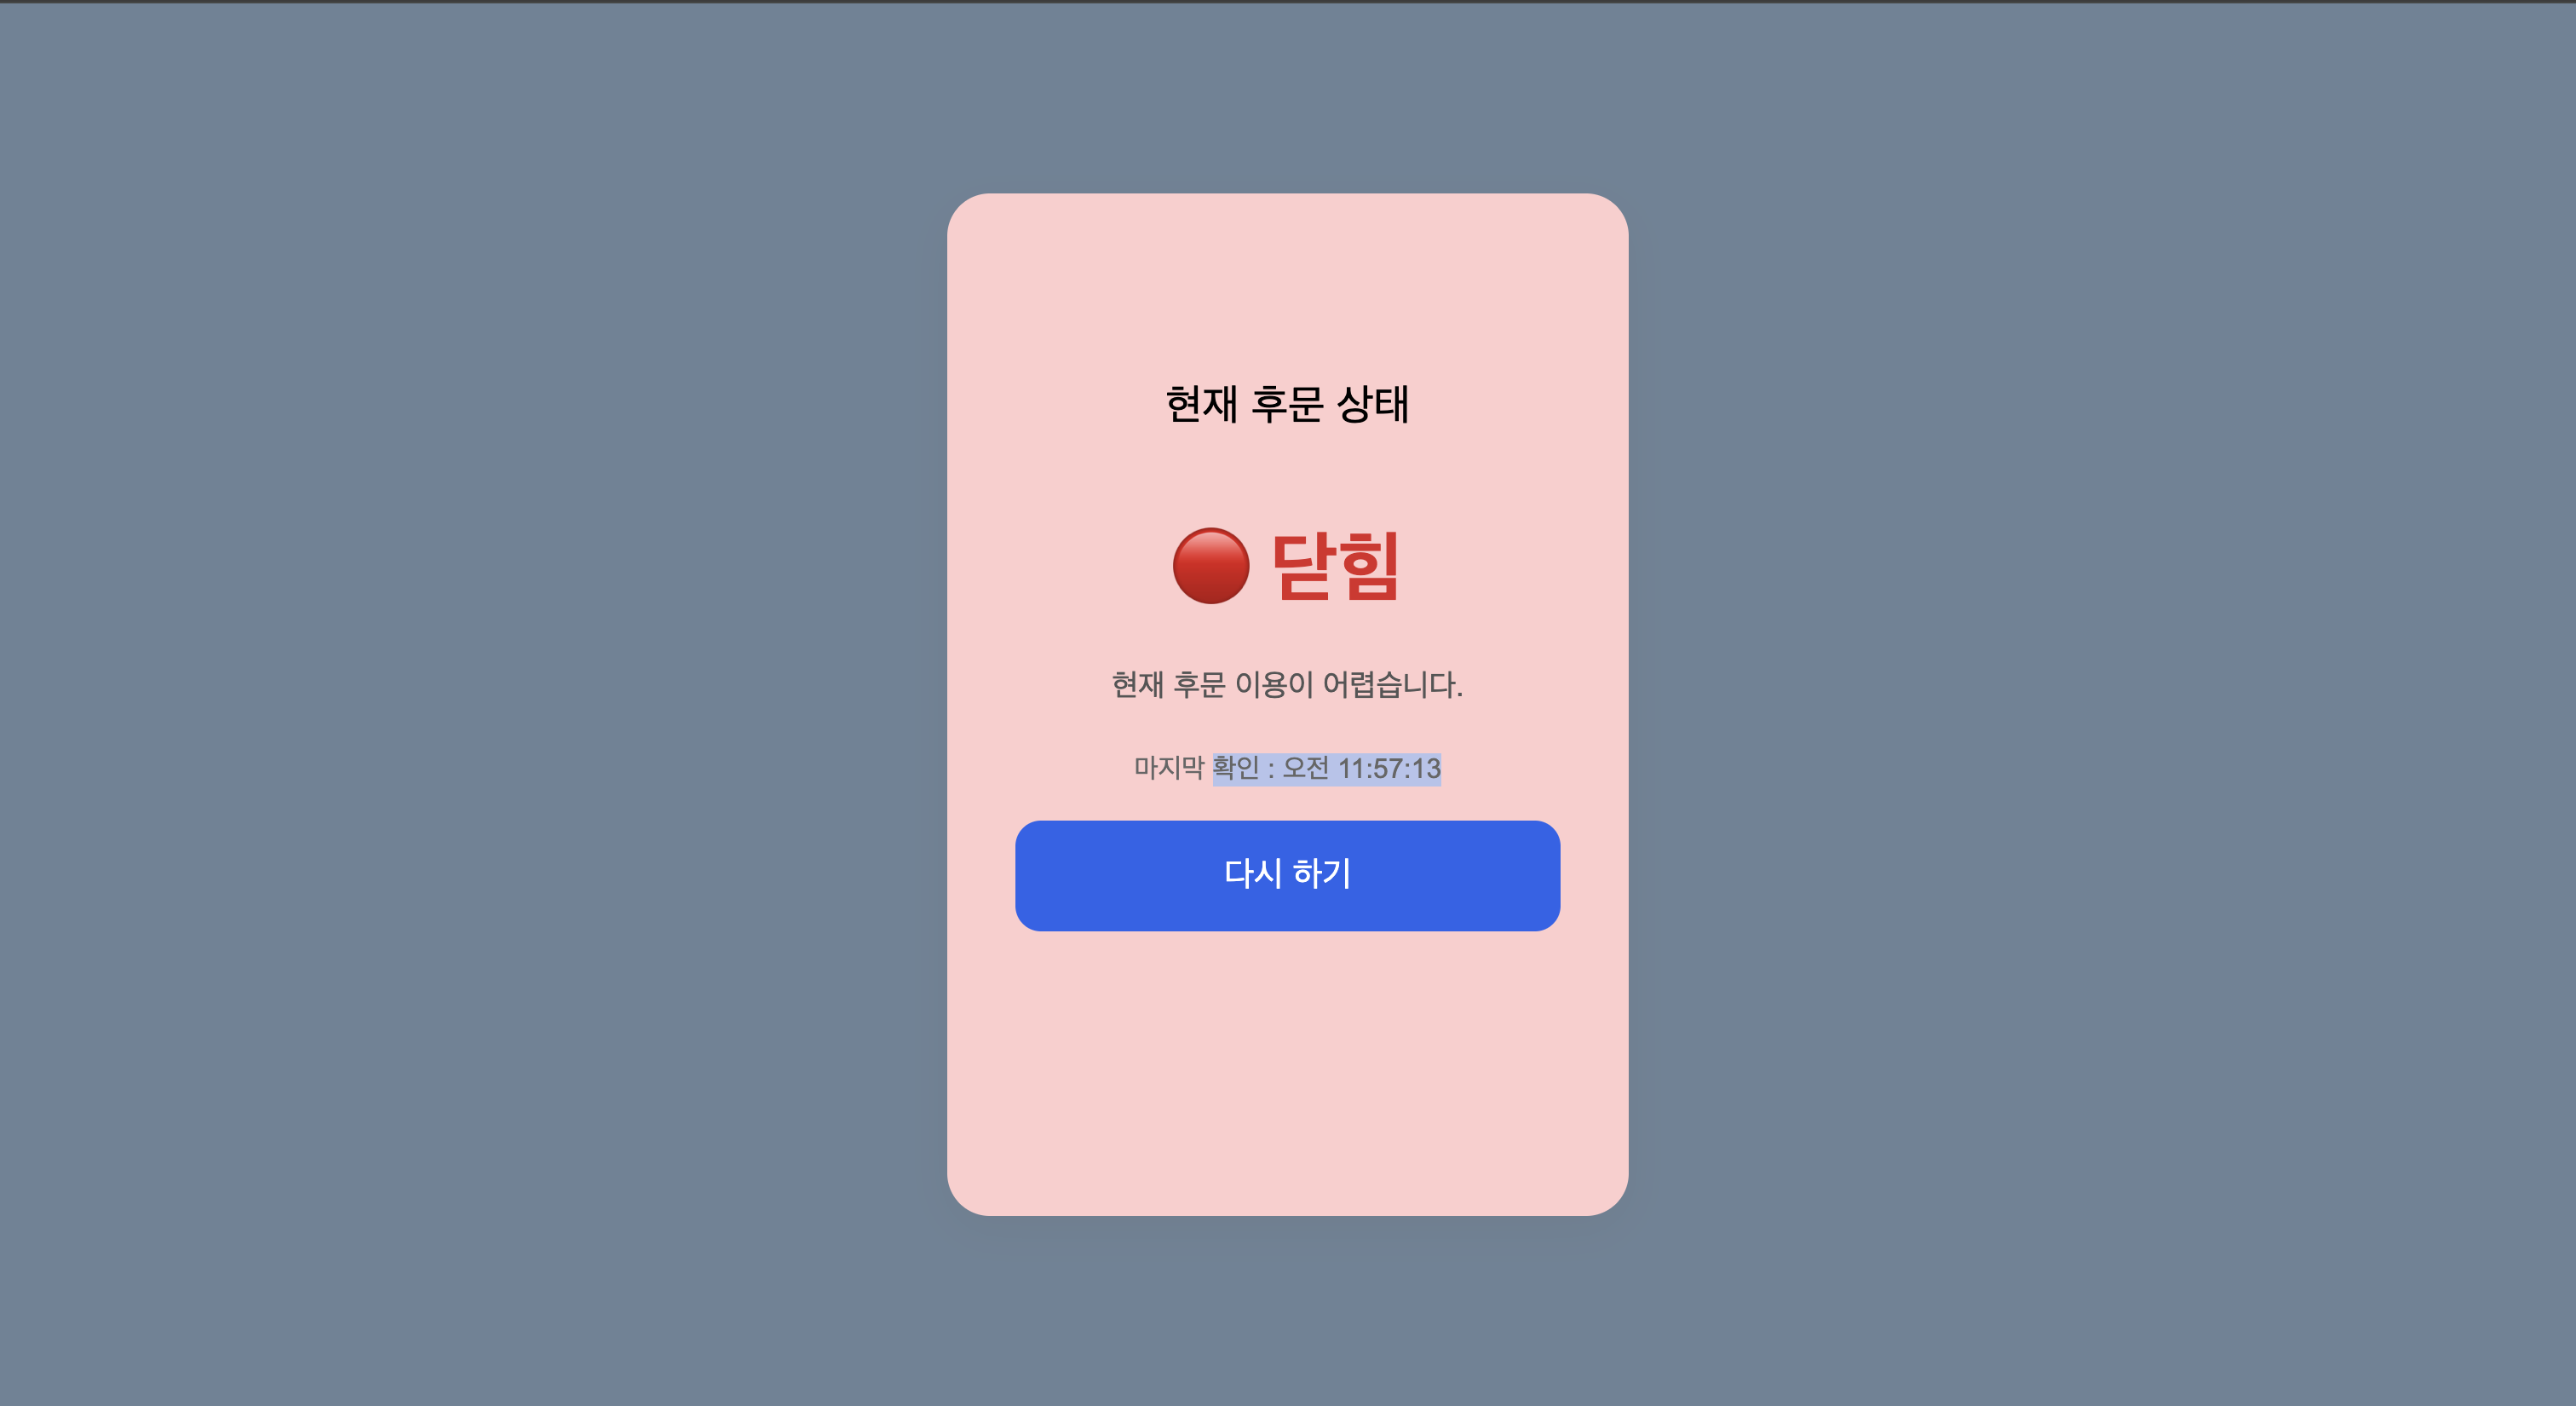 현재 후문 상태
닫힘
현재 후문 이용이 어렵습니다.
마지막 확인 : 오전 11:57:13
다시 하기